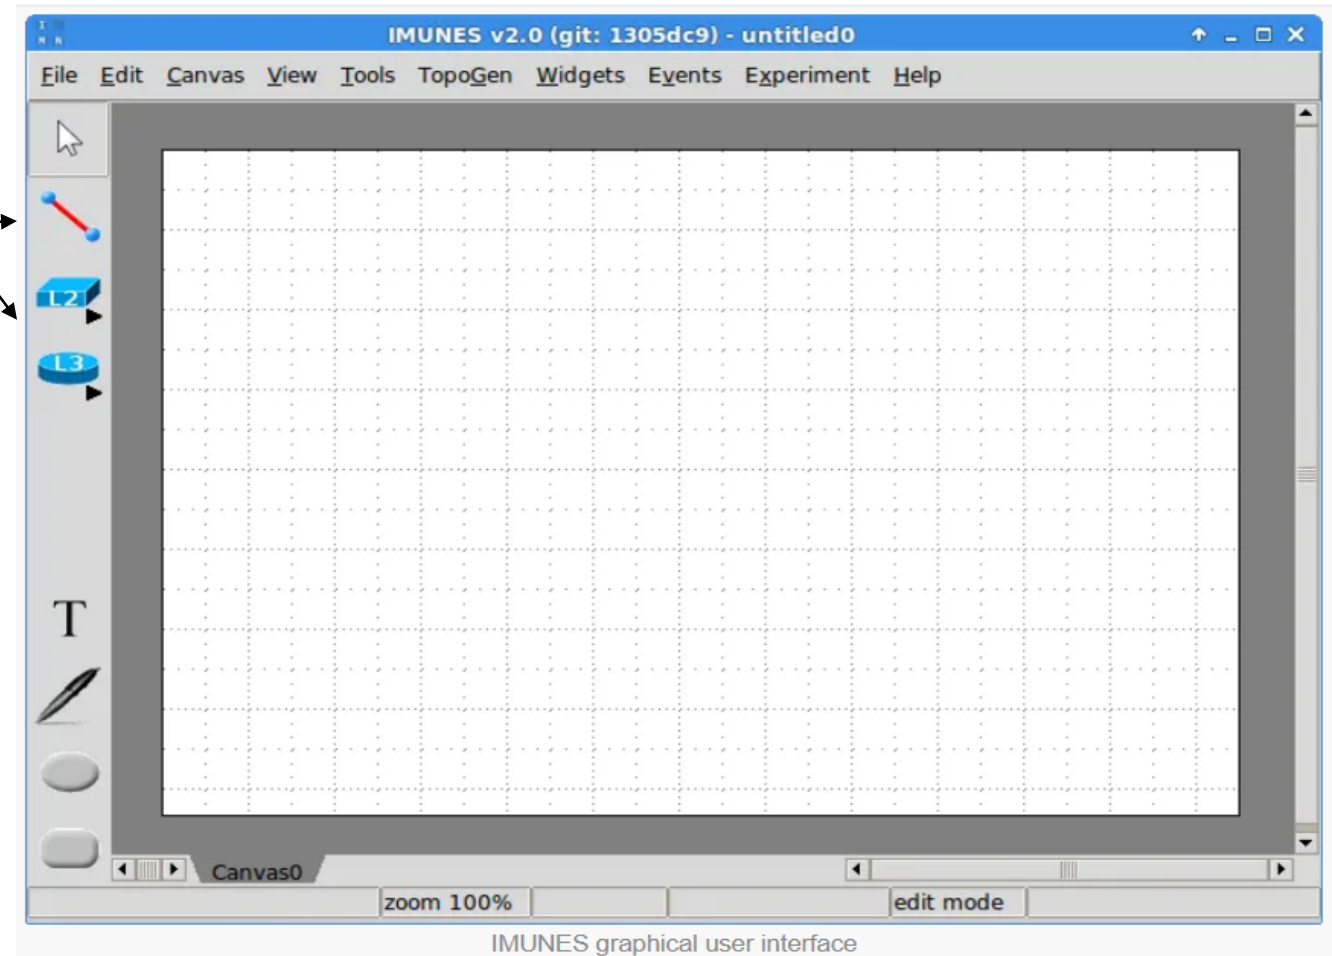 IMUNES v2.0 (git: 1305dc9) - untitled0
File Edit Canvas View Tools TopoGen Widgets Events Experiment Help
L2
L3
T
Canvas0
zoom 100% edit mode
IMUNES graphical user interface